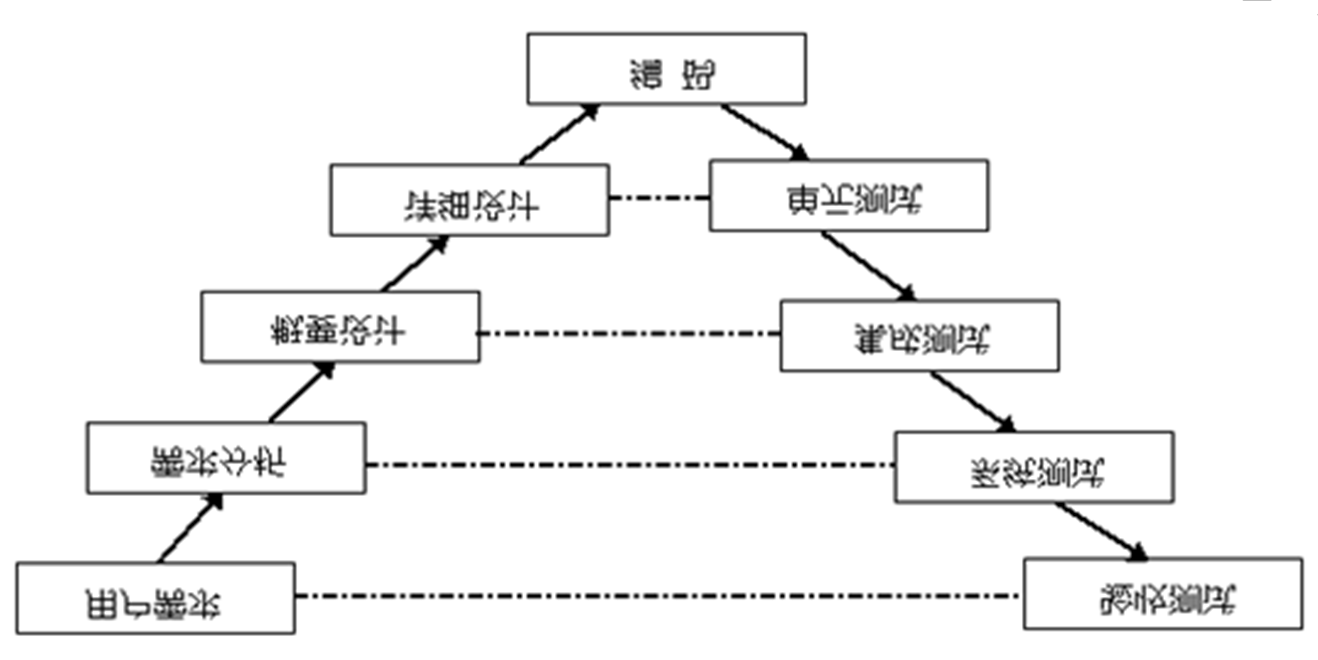 编 码
详细设计
单元测试
概要设计
集成测试
需求分析
系统测试
用户需求
验收测试